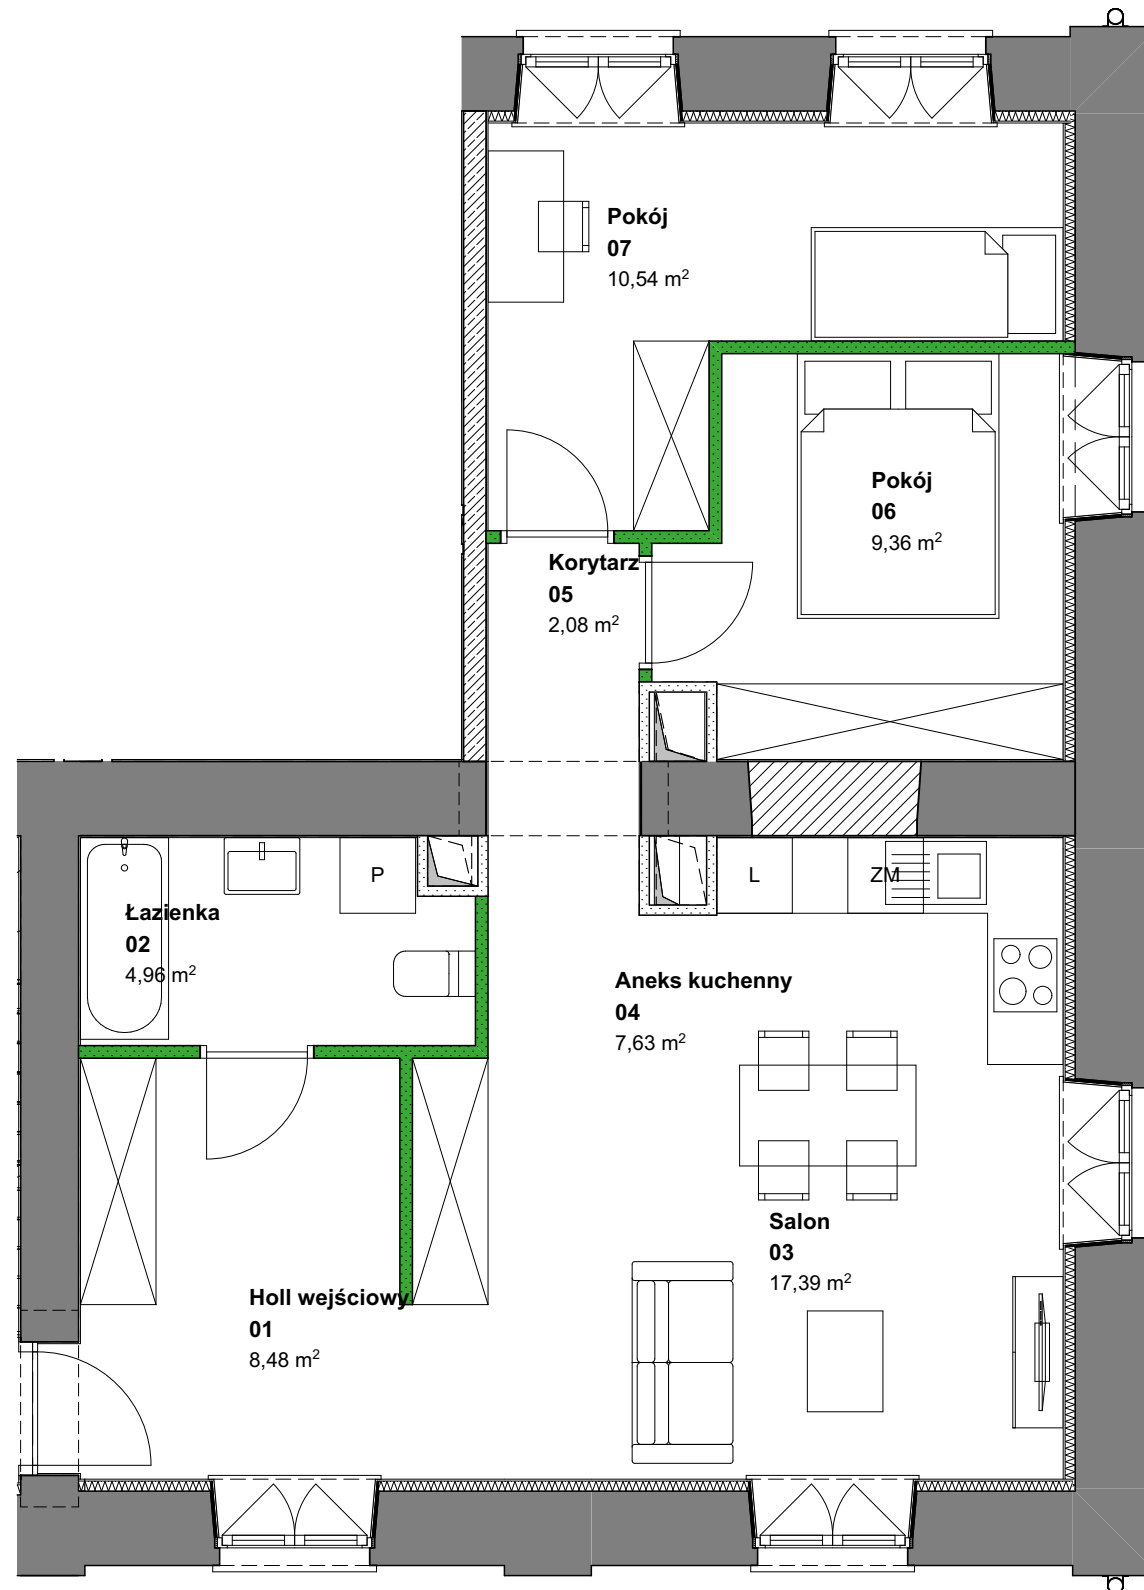 Pokój
07
10,54 m²
Pokój
06
9,36 m²
Korytarz
05
2,08 m²
P
L
ZM
Łazienka
02
4,96 m²
Aneks kuchenny
04
7,63 m²
Salon
03
17,39 m²
Holl wejściowy
01
8,48 m²